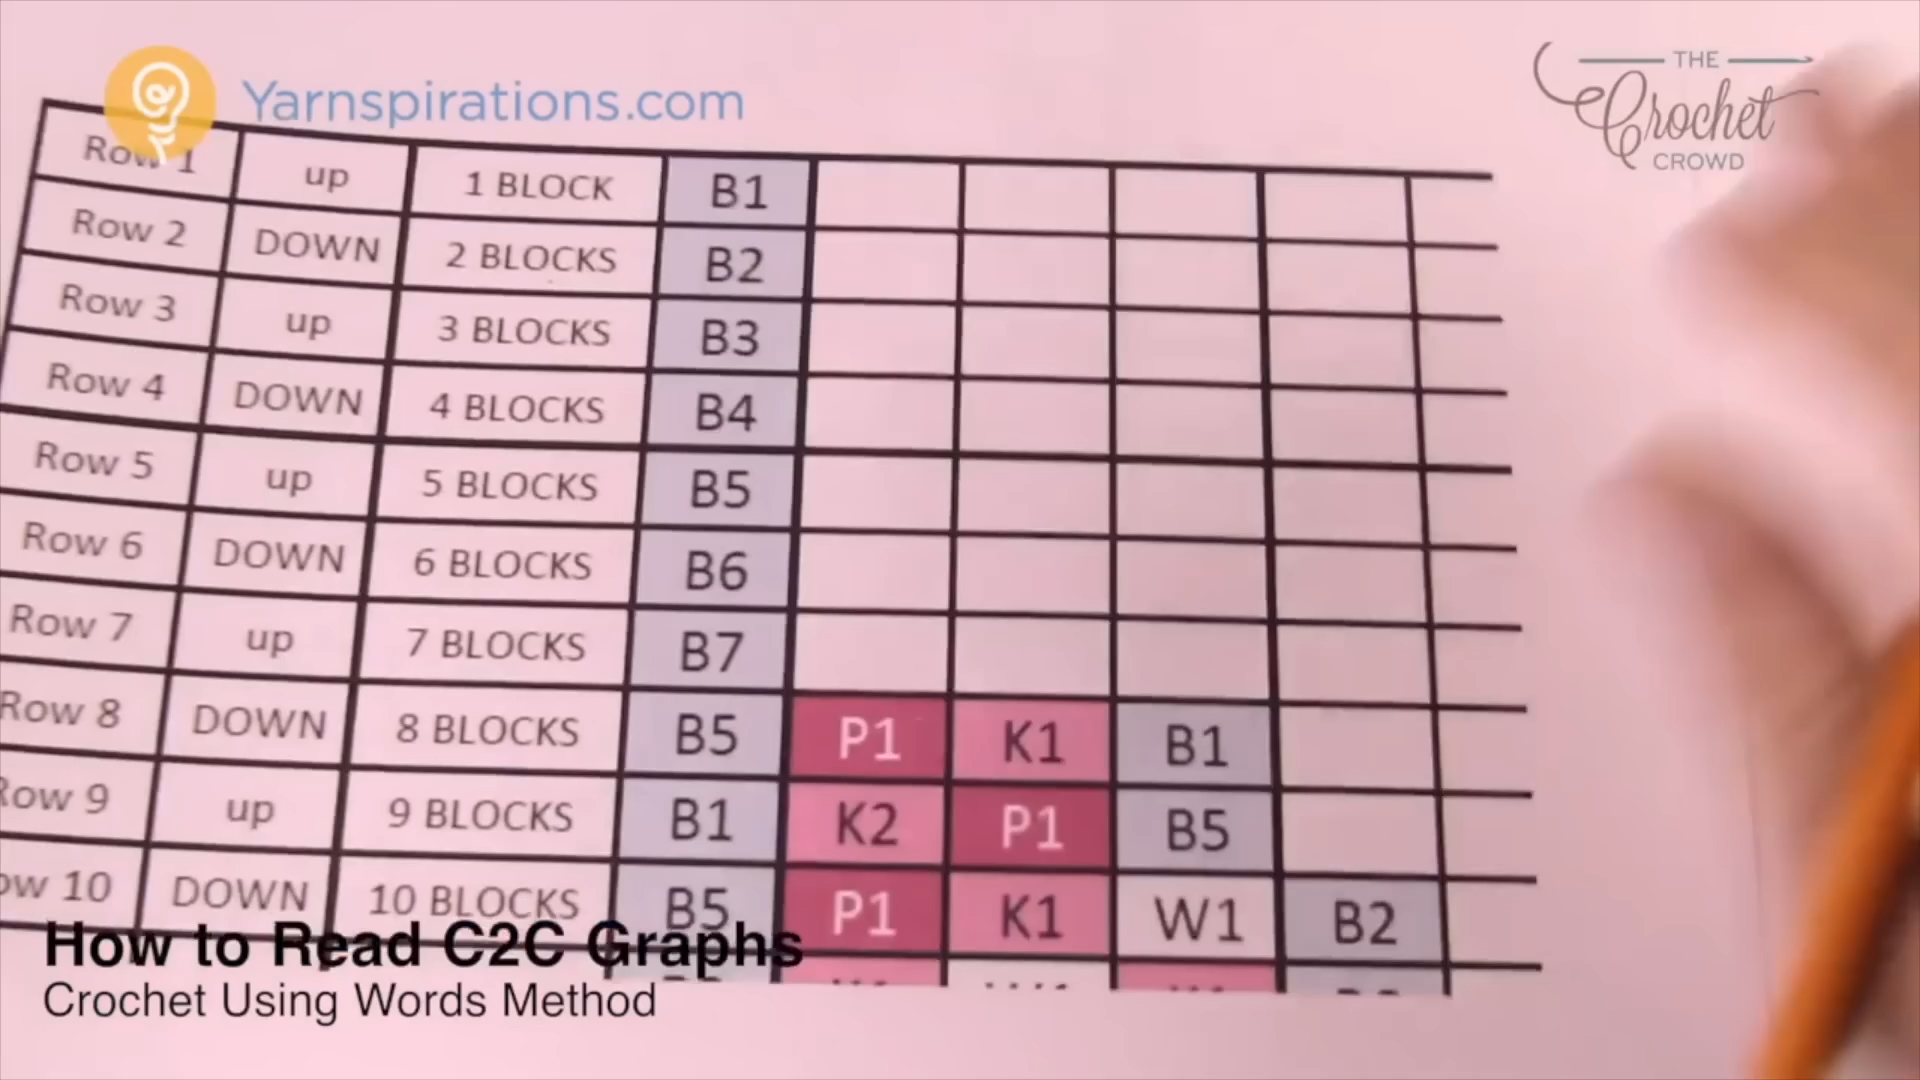 Yarnspirations.com
THE
Crochet
CROWD
Row 1 up 1 BLOCK B1
Row 2 DOWN 2 BLOCKS B2
Row 3 up 3 BLOCKS B3
Row 4 DOWN 4 BLOCKS B4
Row 5 up 5 BLOCKS B5
Row 6 DOWN 6 BLOCKS B6
Row 7 up 7 BLOCKS B7
Row 8 DOWN 8 BLOCKS B5 P1 K1 B1
Row 9 up 9 BLOCKS B1 K2 P1 B5
ow 10 DOWN 10 BLOCKS B5 P1 K1 W1 B2
How to Read C2C Graphs
Crochet Using Words Method